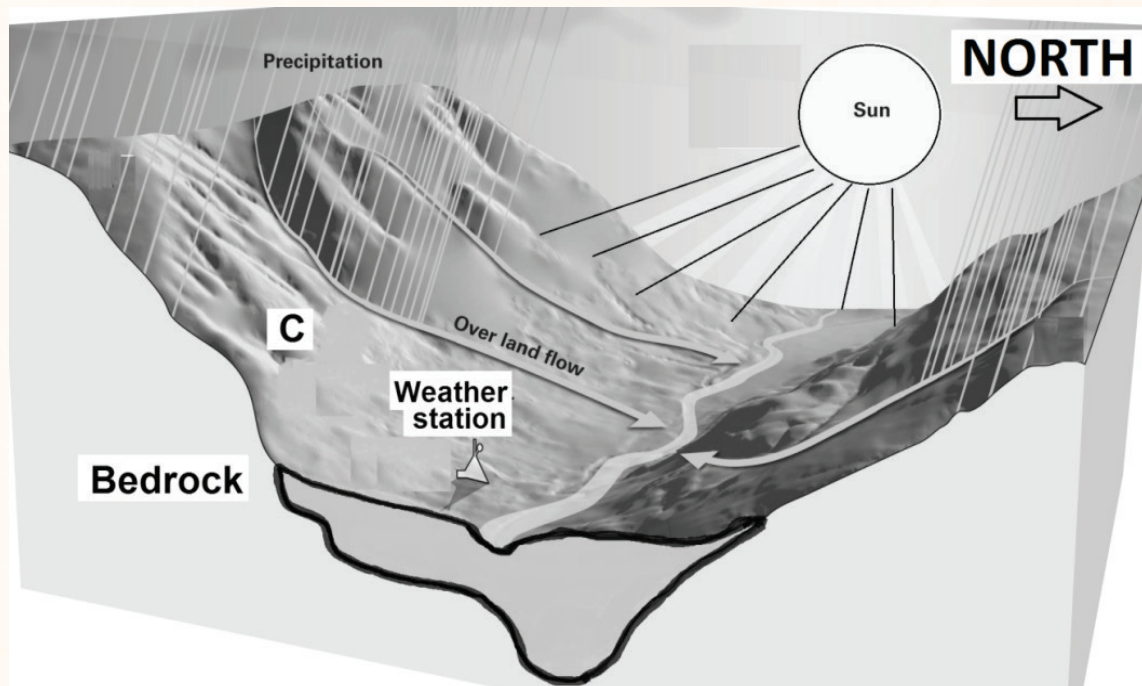 Precipitation
NORTH
Sun
C
Over land flow
Weather
station
Bedrock